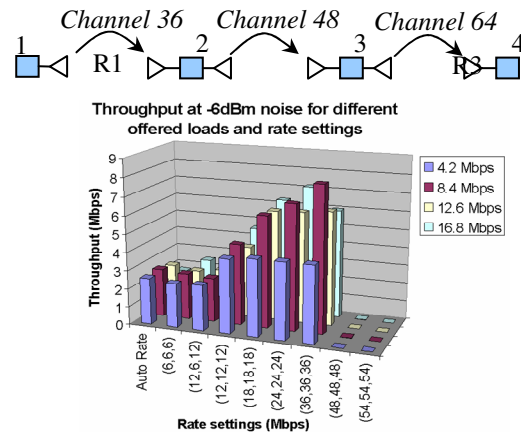 Channel 36 Channel 48 Channel 64
1 2 3 4
R1 R3
Throughput at -6dBm noise for different
offered loads and rate settings
Throughput (Mbps)
9
8
7
6
5
4
3
2
1
0
4.2 Mbps
8.4 Mbps
12.6 Mbps
16.8 Mbps
Auto Rate
(6,6,6)
(12,6,12)
(12,12,12)
(18,18,18)
(24,24,24)
(36,36,36)
(48,48,48)
(54,54,54)
Rate settings (Mbps)